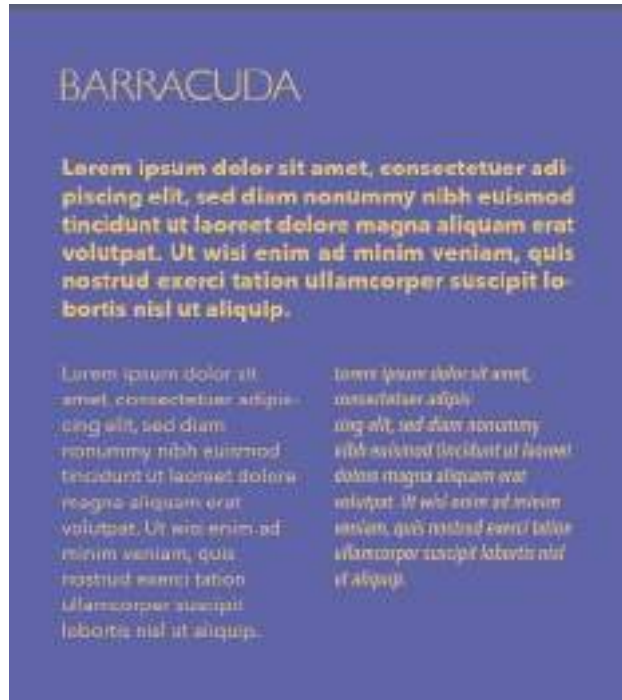 BARRACUDA
Lorem ipsum dolor sit amet, consectetuer adi-
piscing elit, sed diam nonummy nibh euismod
tincidunt ut laoreet dolore magna aliquam erat
volutpat. Ut wisi enim ad minim veniam, quis
nostrud exerci tation ullamcorper suscipit lo-
bortis nisl ut aliquip.
Lorem ipsum dolor sit
amet, consectetuer adipis-
cing elit, sed diam
nonummy nibh euismod
tincidunt ut laoreet dolore
magna aliquam erat
volutpat. Ut wisi enim ad
minim veniam, quis
nostrud exerci tation
ullamcorper suscipit
lobortis nisl ut aliquip.
Lorem ipsum dolor sit amet,
consectetuer adipis
cing elit, sed diam nonummy
nibh euismod tincidunt ut laoreet
dolore magna aliquam erat
volutpat. Ut wisi enim ad minim
veniam, quis nostrud exerci tation
ullamcorper suscipit lobortis nisl
ut aliquip.